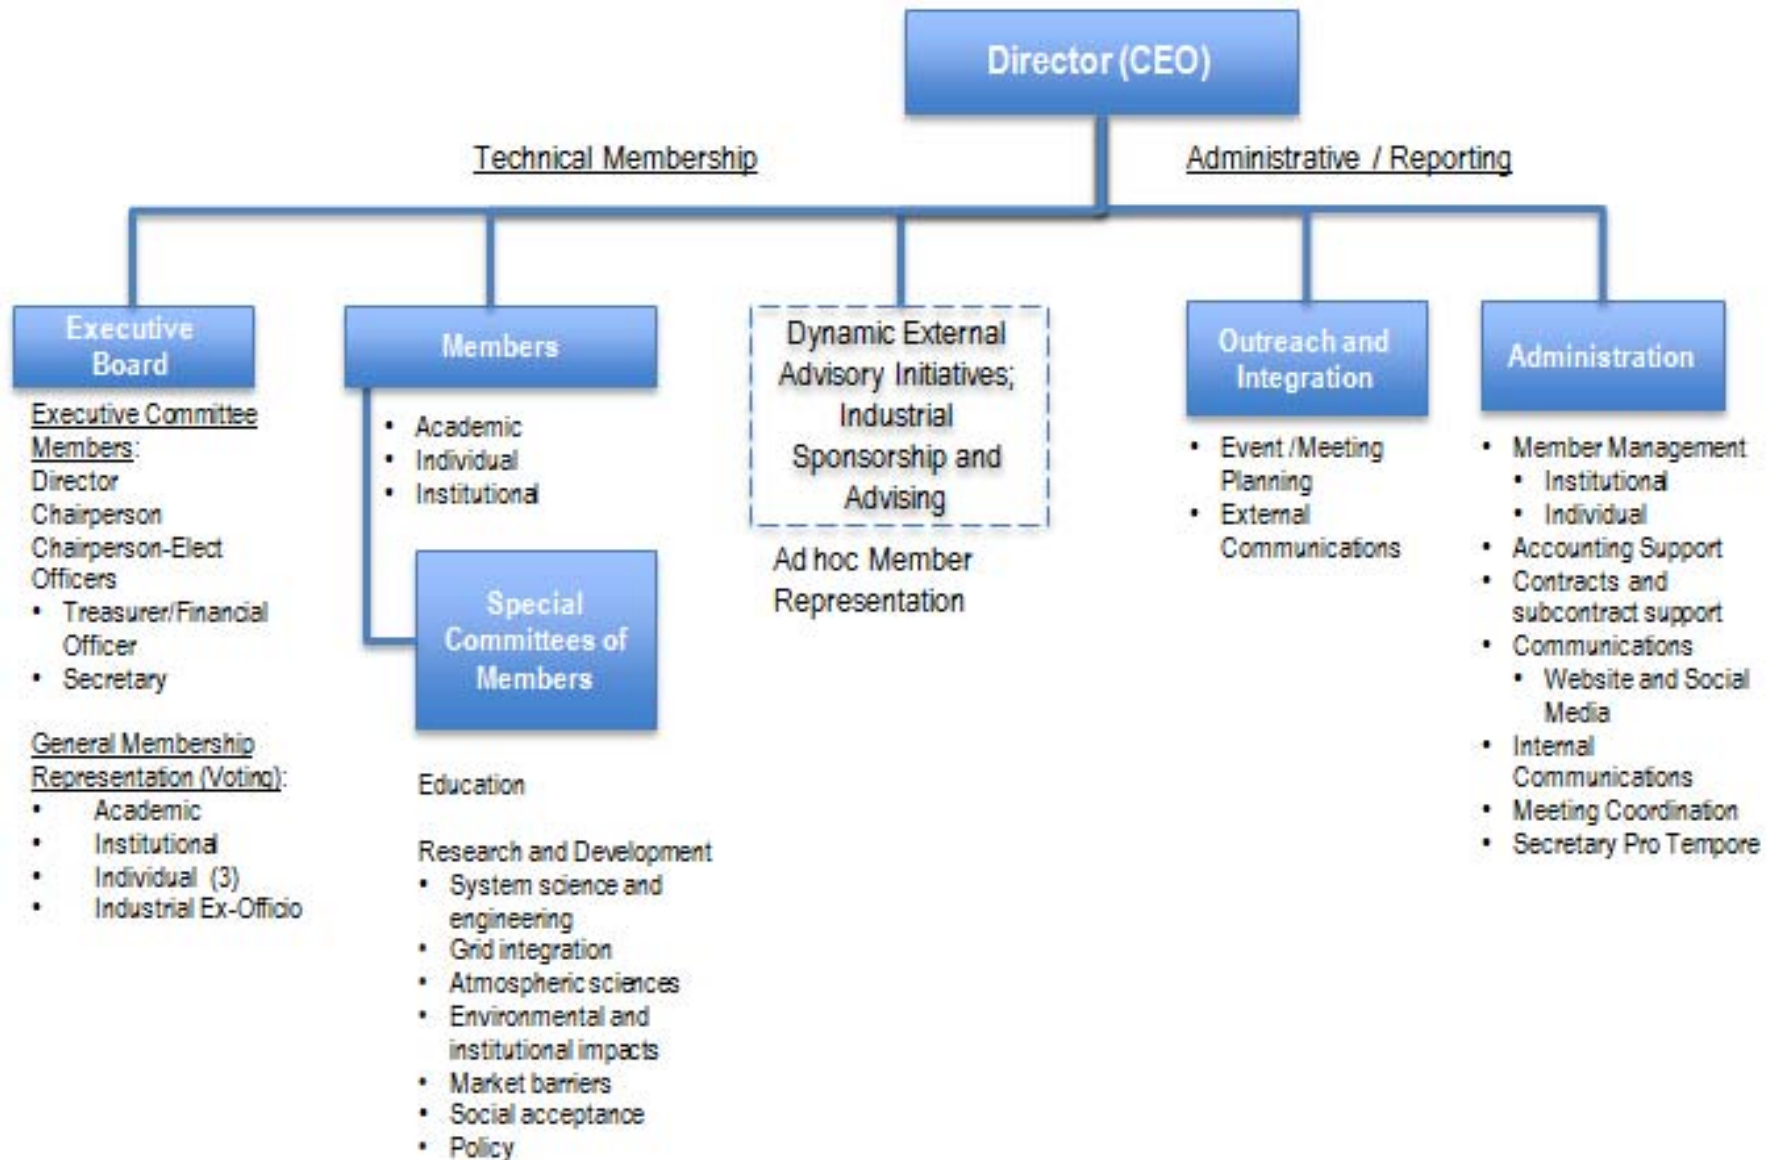 Director (CEO)
Technical Membership
Administrative / Reporting
Executive
Board
Executive Committee
Members:
Director
Chairperson
Chairperson-Elect
Officers
• Treasurer/Financial
Officer
• Secretary
General Membership
Representation (Voting):
• Academic
• Institutional
• Individual (3)
• Industrial Ex-Officio
Members
• Academic
• Individual
• Institutional
Special
Committees of
Members
Education
Research and Development
• System science and
engineering
• Grid integration
• Atmospheric sciences
• Environmental and
institutional impacts
• Market barriers
• Social acceptance
• Policy
Dynamic External
Advisory Initiatives;
Industrial
Sponsorship and
Advising
Ad hoc Member
Representation
Outreach and
Integration
• Event /Meeting
Planning
• External
Communications
Administration
• Member Management
• Institutional
• Individual
• Accounting Support
• Contracts and
subcontract support
• Communications
• Website and Social
Media
• Internal
Communications
• Meeting Coordination
• Secretary Pro Tempore